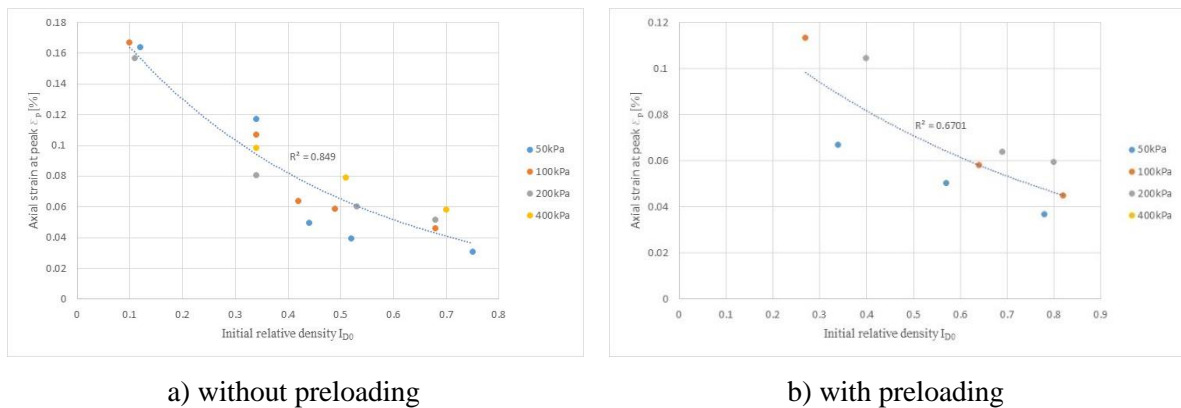 0.18
0.16
0.14
0.12
0.1
0.08
0.06
0.04
0.02
0
Axial strain at peak ε_p [%]
R² = 0.849
0
0.1
0.2
0.3
0.4
0.5
0.6
0.7
0.8
Initial relative density I_D0
50kPa
100kPa
200kPa
400kPa
a) without preloading
0.12
0.1
0.08
0.06
0.04
0.02
0
Axial strain at peak ε_p [%]
R² = 0.6701
0
0.1
0.2
0.3
0.4
0.5
0.6
0.7
0.8
0.9
Initial relative density I_D0
50kPa
100kPa
200kPa
400kPa
b) with preloading